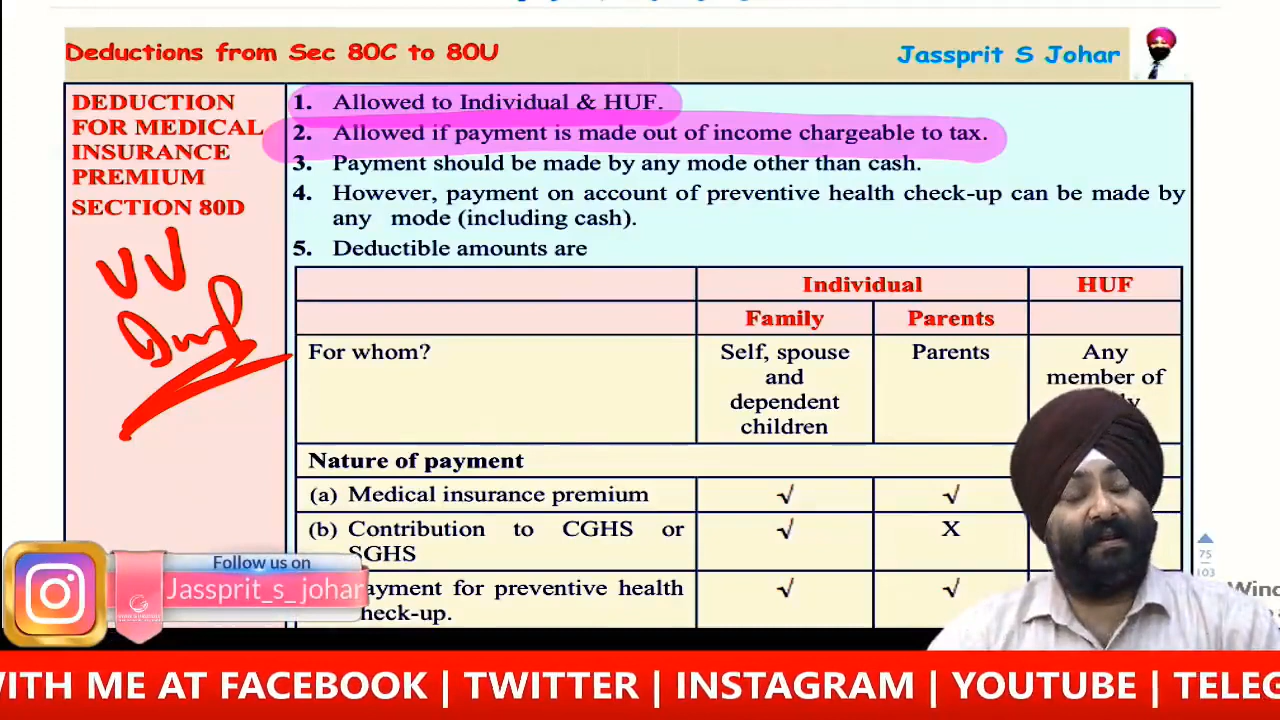 Deductions from Sec 80C to 80U
Jassprit S Johar
DEDUCTION
FOR MEDICAL
INSURANCE
PREMIUM
SECTION 80D
1. Allowed to Individual & HUF.
2. Allowed if payment is made out of income chargeable to tax.
3. Payment should be made by any mode other than cash.
4. However, payment on account of preventive health check-up can be made by
any mode (including cash).
5. Deductible amounts are
Individual
HUF
Family
Parents
For whom?
Self, spouse
and
dependent
children
Parents
Any
member of
Nature of payment
(a) Medical insurance premium √ √
(b) Contribution to CGHS or
SGHS
√ X
for preventive health
√ √
VV
Follow us on
Jassprit_s_johar
75
103
WITH ME AT FACEBOOK | TWITTER | INSTAGRAM | YOUTUBE |